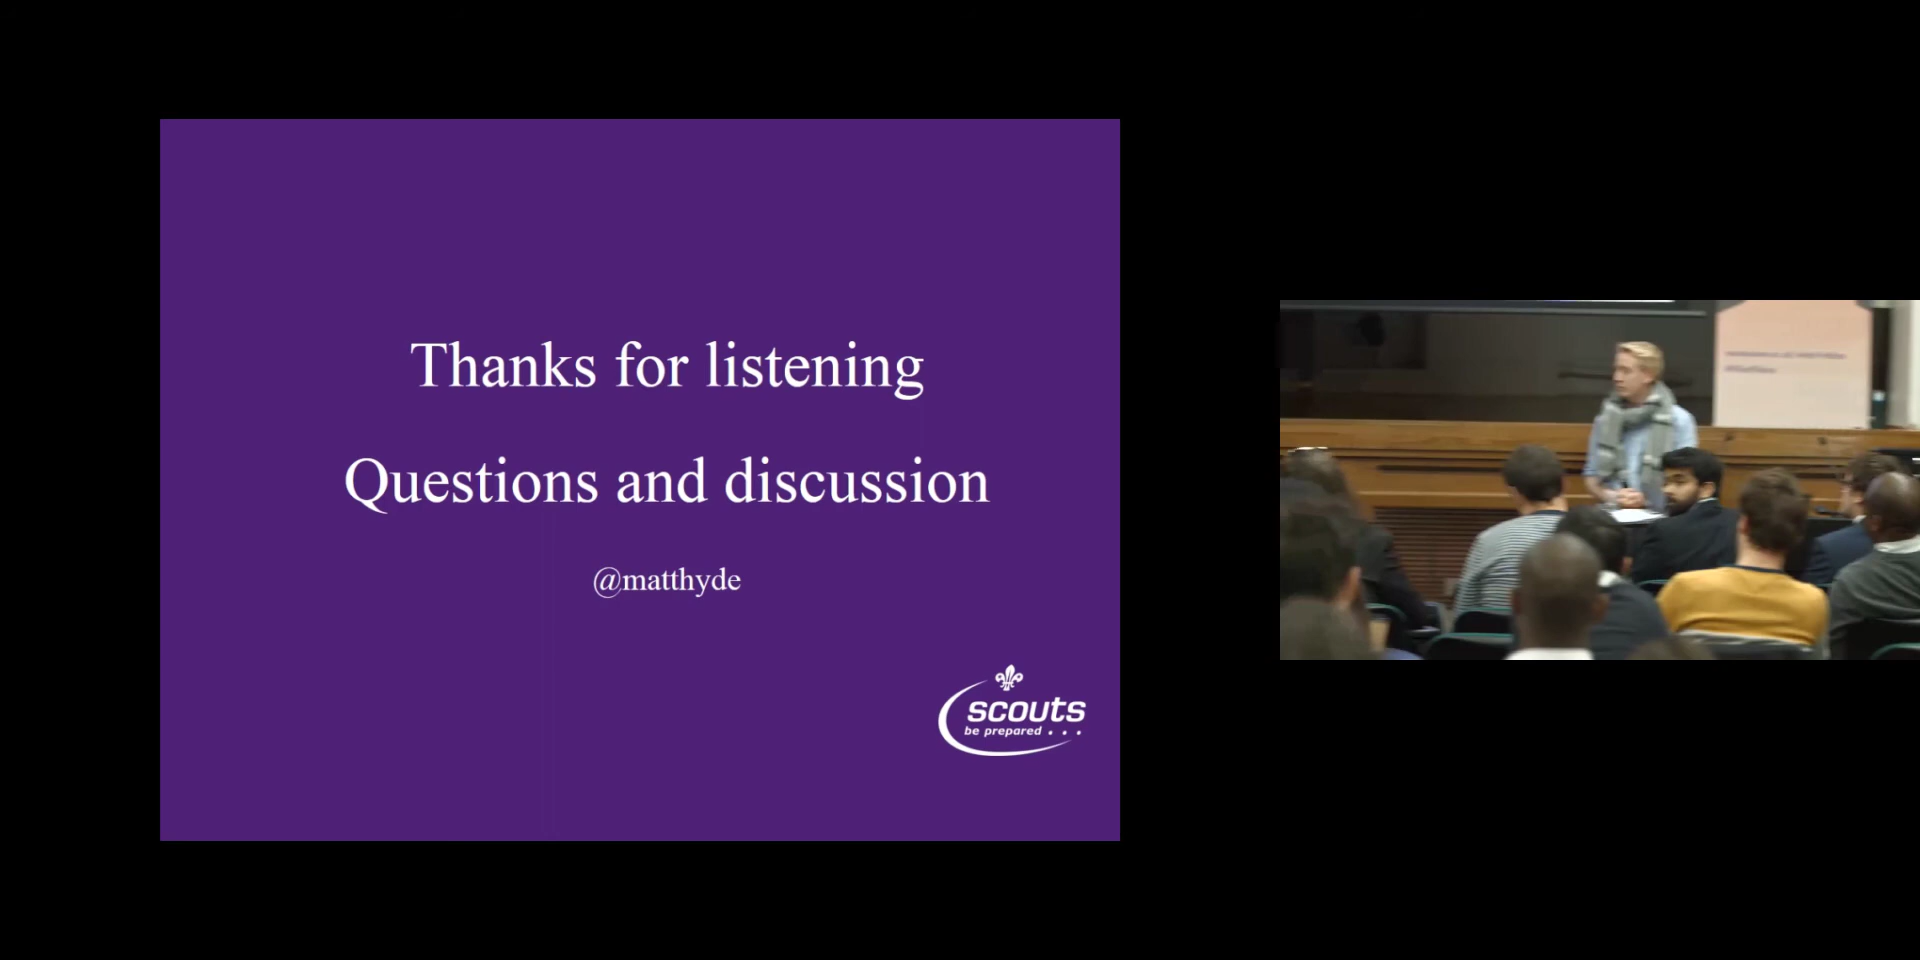 Thanks for listening
Questions and discussion
@matthyde
scouts
be prepared . . .